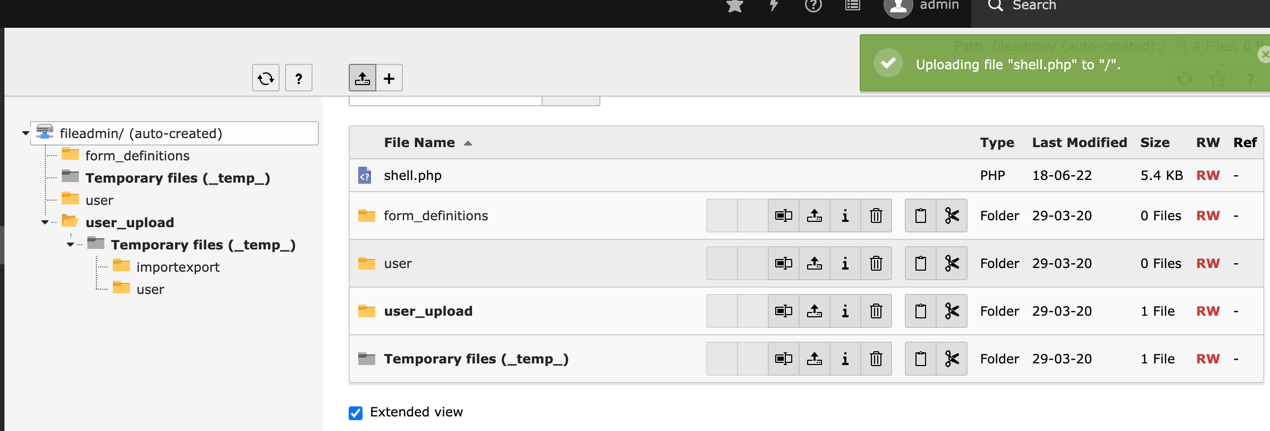 admin Search
Path: fileadmin/ (auto-created):/ 4 Files, 0 F
Uploading file "shell.php" to "/".
? +
fileadmin/ (auto-created)
form_definitions
Temporary files (_temp_)
user
user_upload
Temporary files (_temp_)
importexport
user
File Name Type Last Modified Size RW Ref
shell.php PHP 18-06-22 5.4 KB RW -
form_definitions Folder 29-03-20 0 Files RW -
user Folder 29-03-20 0 Files RW -
user_upload Folder 29-03-20 1 File RW -
Temporary files (_temp_) Folder 29-03-20 1 File RW -
Extended view